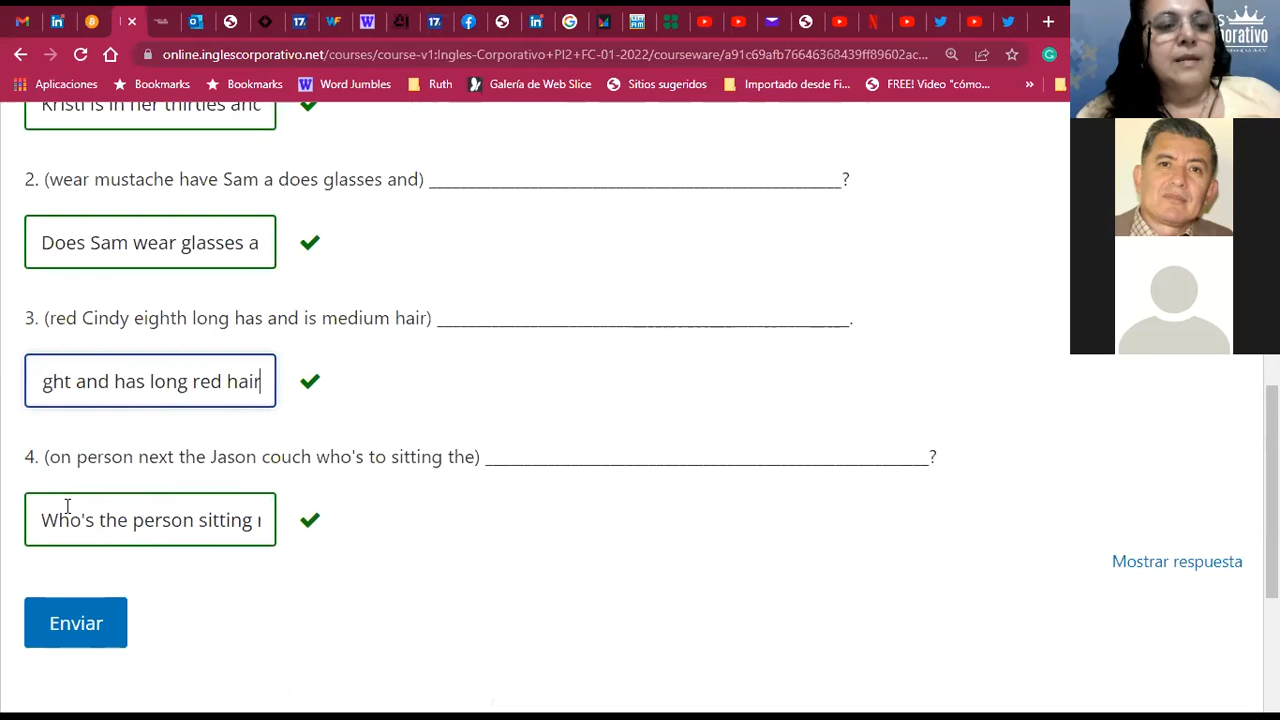 online.inglescorporativo.net/courses/course-v1:Ingles-Corporativo+PI2+FC-01-2022/courseware/a91c69afb76646368439ff89602ac...
Aplicaciones Bookmarks Bookmarks Word Jumbles Ruth Galería de Web Slice Sitios sugeridos Importado desde Fi... FREE! Video "cómo... »
Kristi is in her thirties and
2. (wear mustache have Sam a does glasses and) ?
Does Sam wear glasses a
3. (red Cindy eighth long has and is medium hair) .
ght and has long red hair
4. (on person next the Jason couch who's to sitting the) ?
Who's the person sitting
Mostrar respuesta
Enviar